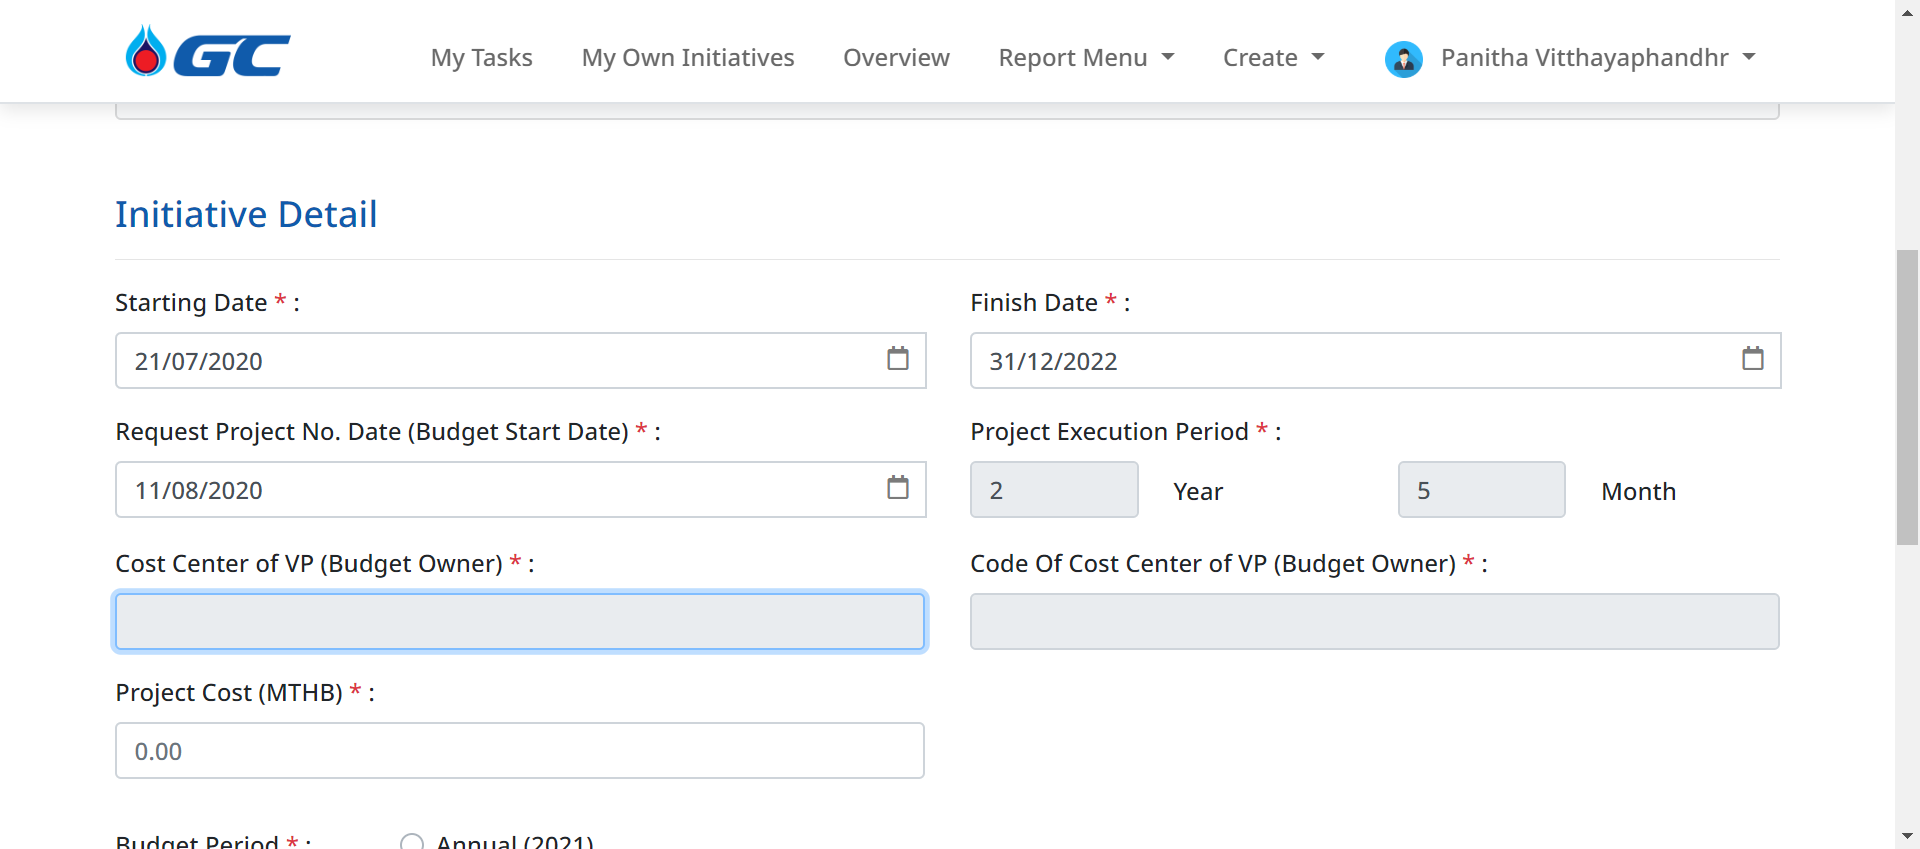 GC My Tasks My Own Initiatives Overview Report Menu Create Panitha Vitthayaphandhr
Initiative Detail
Starting Date * : Finish Date * :
21/07/2020 31/12/2022
Request Project No. Date (Budget Start Date) * : Project Execution Period * :
11/08/2020 2 Year 5 Month
Cost Center of VP (Budget Owner) * : Code Of Cost Center of VP (Budget Owner) * :
Project Cost (MTHB) * :
0.00
Budget Period * : Annual (2021)